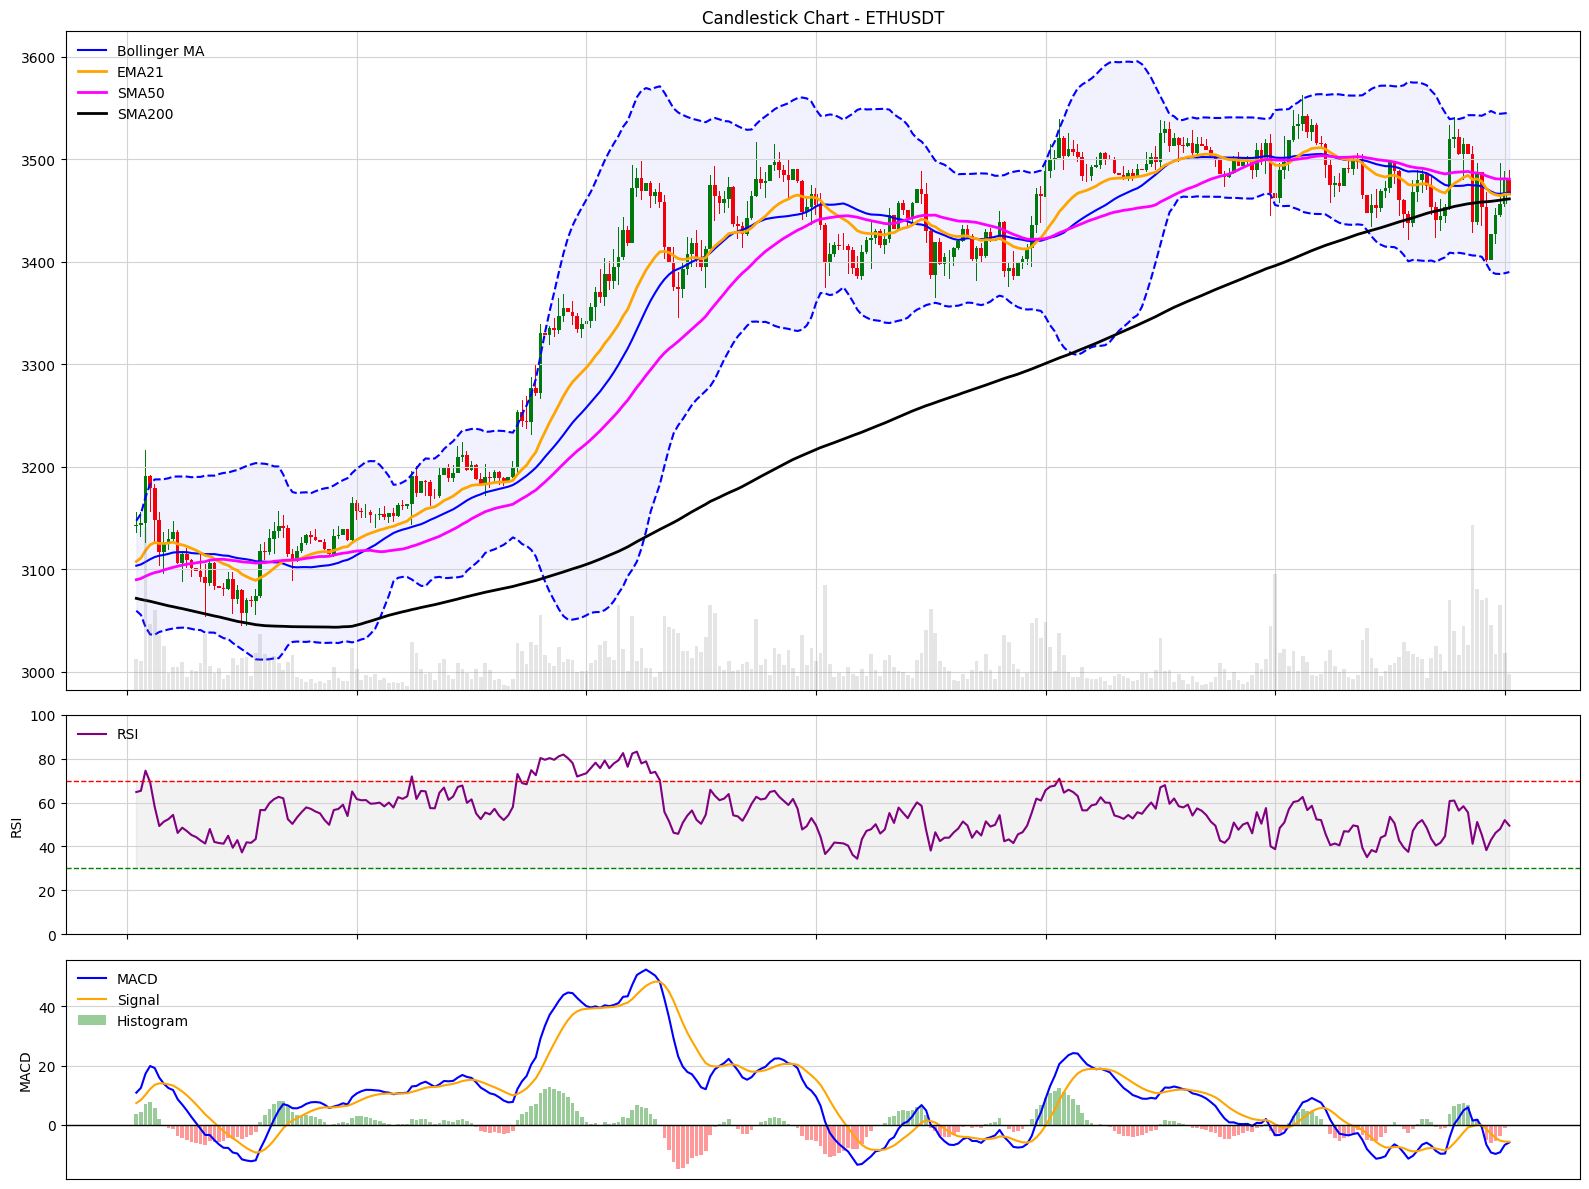 Candlestick Chart - ETHUSDT
Bollinger MA
EMA21
SMA50
SMA200
3600
3500
3400
3300
3200
3100
3000
RSI
RSI
100
80
60
40
20
0
MACD
Signal
Histogram
MACD
40
20
0